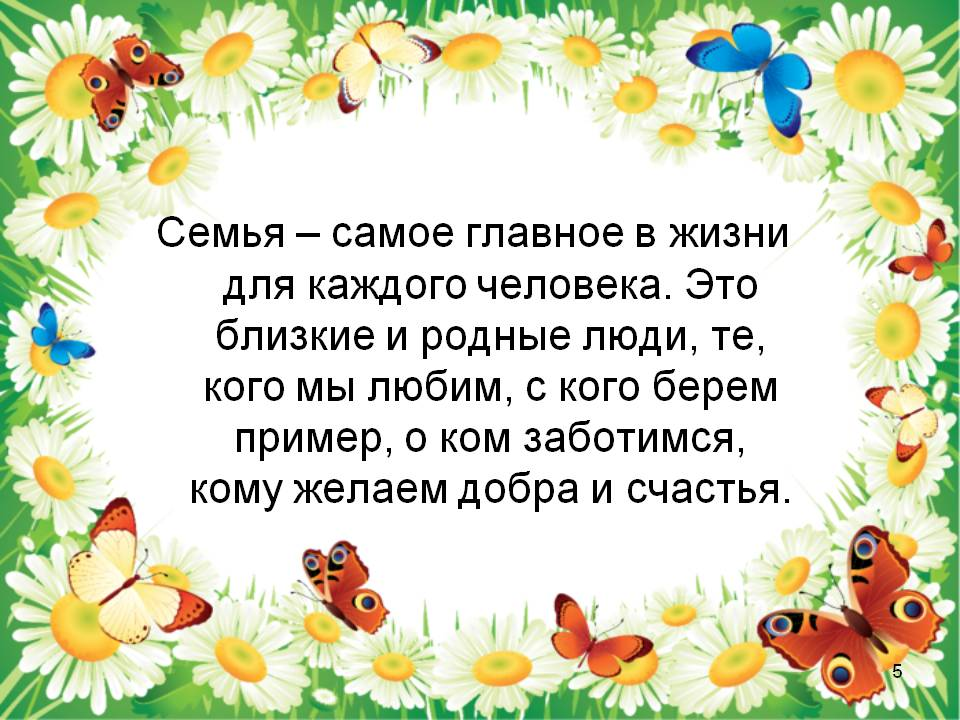 Семья – самое главное в жизни
для каждого человека. Это
близкие и родные люди, те,
кого мы любим, с кого берем
пример, о ком заботимся,
кому желаем добра и счастья.
5